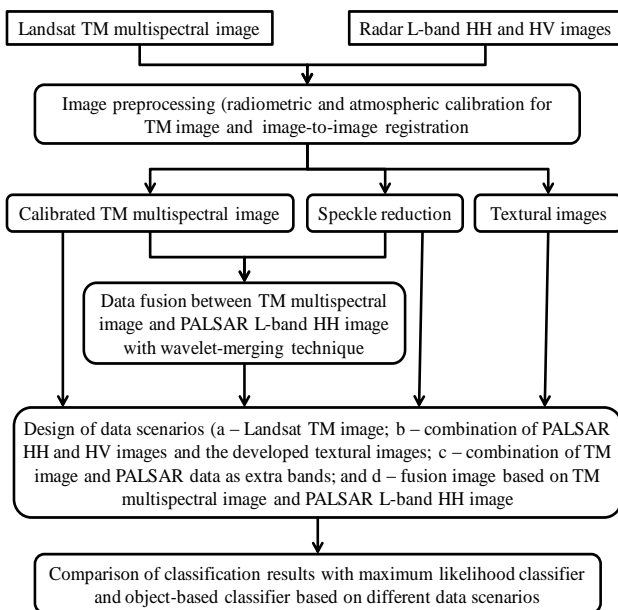 Landsat TM multispectral image
Radar L-band HH and HV images
Image preprocessing (radiometric and atmospheric calibration for
TM image and image-to-image registration
Calibrated TM multispectral image
Speckle reduction
Textural images
Data fusion between TM multispectral
image and PALSAR L-band HH image
with wavelet-merging technique
Design of data scenarios (a – Landsat TM image; b – combination of PALSAR
HH and HV images and the developed textural images; c – combination of TM
image and PALSAR data as extra bands; and d – fusion image based on TM
multispectral image and PALSAR L-band HH image
Comparison of classification results with maximum likelihood classifier
and object-based classifier based on different data scenarios